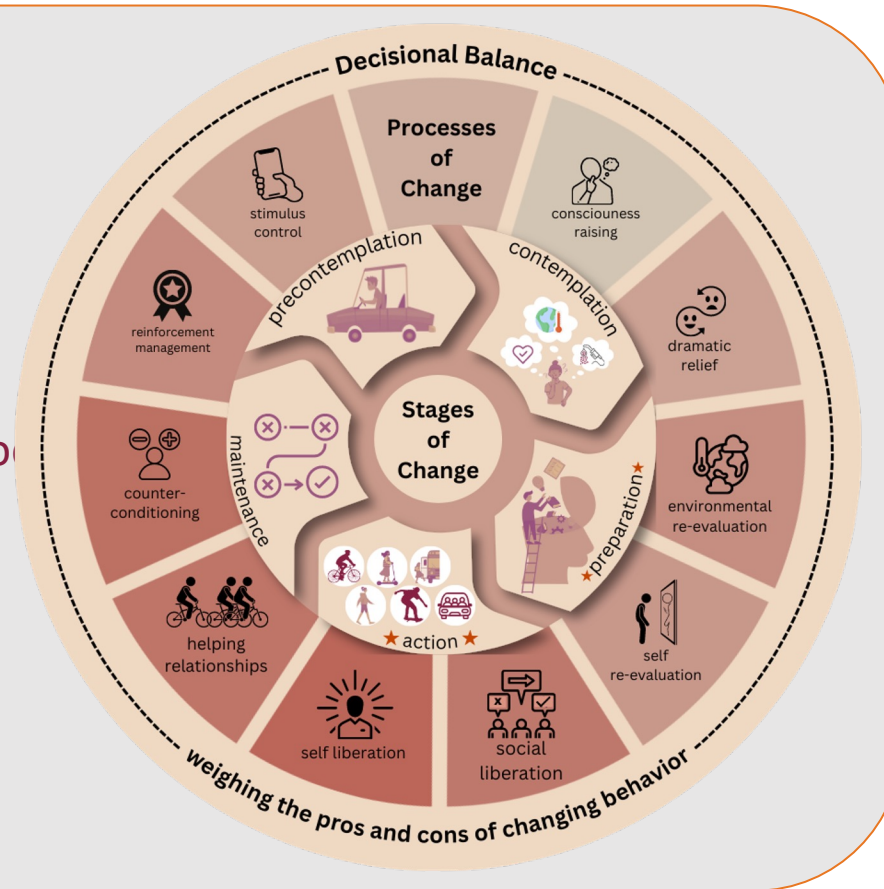 Decisional Balance
Processes
of
Change
consciouness
raising
dramatic
relief
environmental
re-evaluation
self
re-evaluation
social
liberation
self liberation
helping
relationships
counter-
conditioning
reinforcement
management
stimulus
control
precontemplation
contemplation
preparation
action
maintenance
Stages
of
Change
weighing the pros and cons of changing behavior